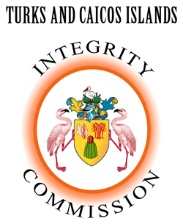 TURKS AND CAICOS ISLANDS
INTEGRITY
COMMISSION